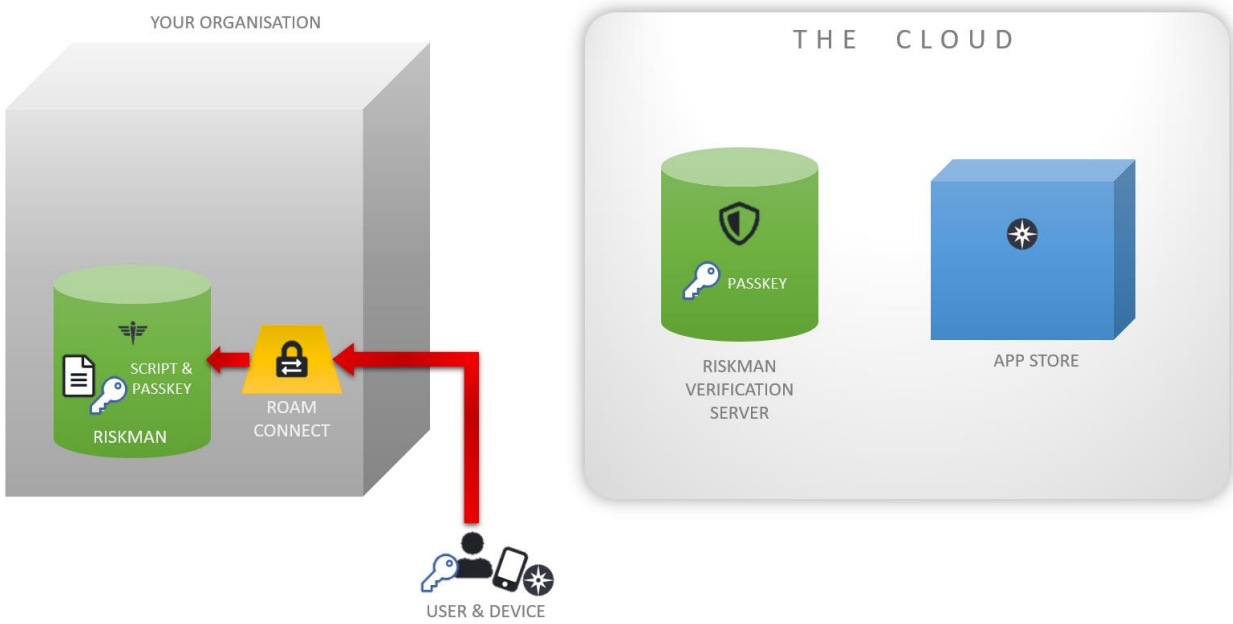 YOUR ORGANISATION
THE CLOUD
PASSKEY
SCRIPT &
PASSKEY
RISKMAN
ROAM
CONNECT
RISKMAN
VERIFICATION
SERVER
APP STORE
USER & DEVICE